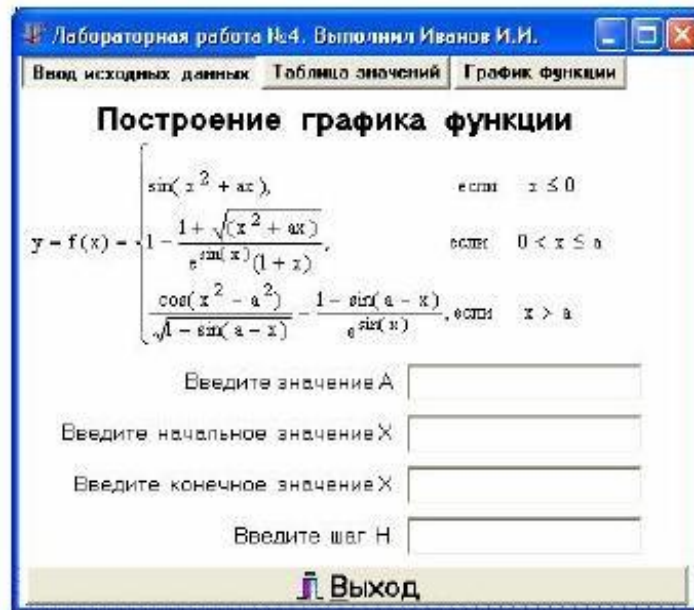 Лабораторная работа №4. Выполнил Иванов И.И.
Ввод исходных данных Таблица значений График функции
Построение графика функции
sin(x² + ax), если x ≤ 0
y = f(x) = 1 - (1 + √(x² + ax)) / (e^sin(x) (1 + x)), если 0 < x ≤ a
cos(x² - a²) / √(1 - sin(a - x)) - (1 - sin(a - x)) / e^sin(x), если x > a
Введите значение A
Введите начальное значение X
Введите конечное значение X
Введите шаг H
Выход